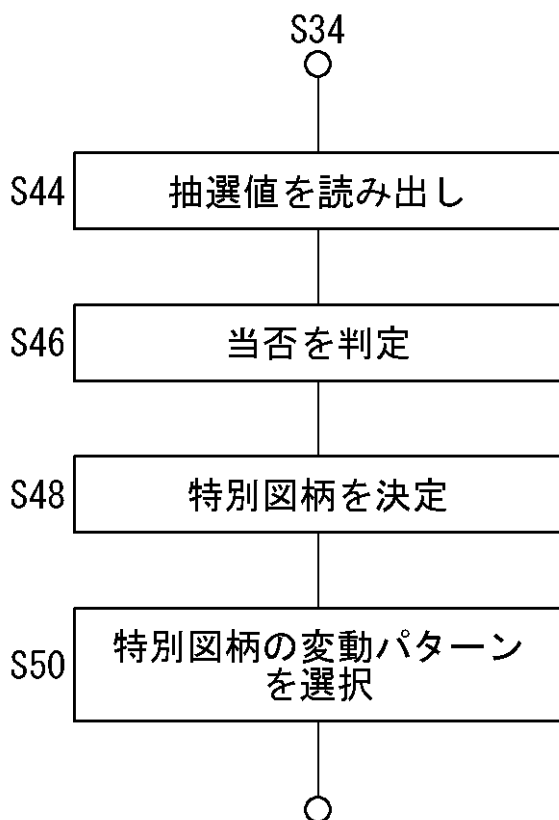 S34
S44
抽選値を読み出し
S46
当否を判定
S48
特別図柄を決定
S50
特別図柄の変動パターン
を選択